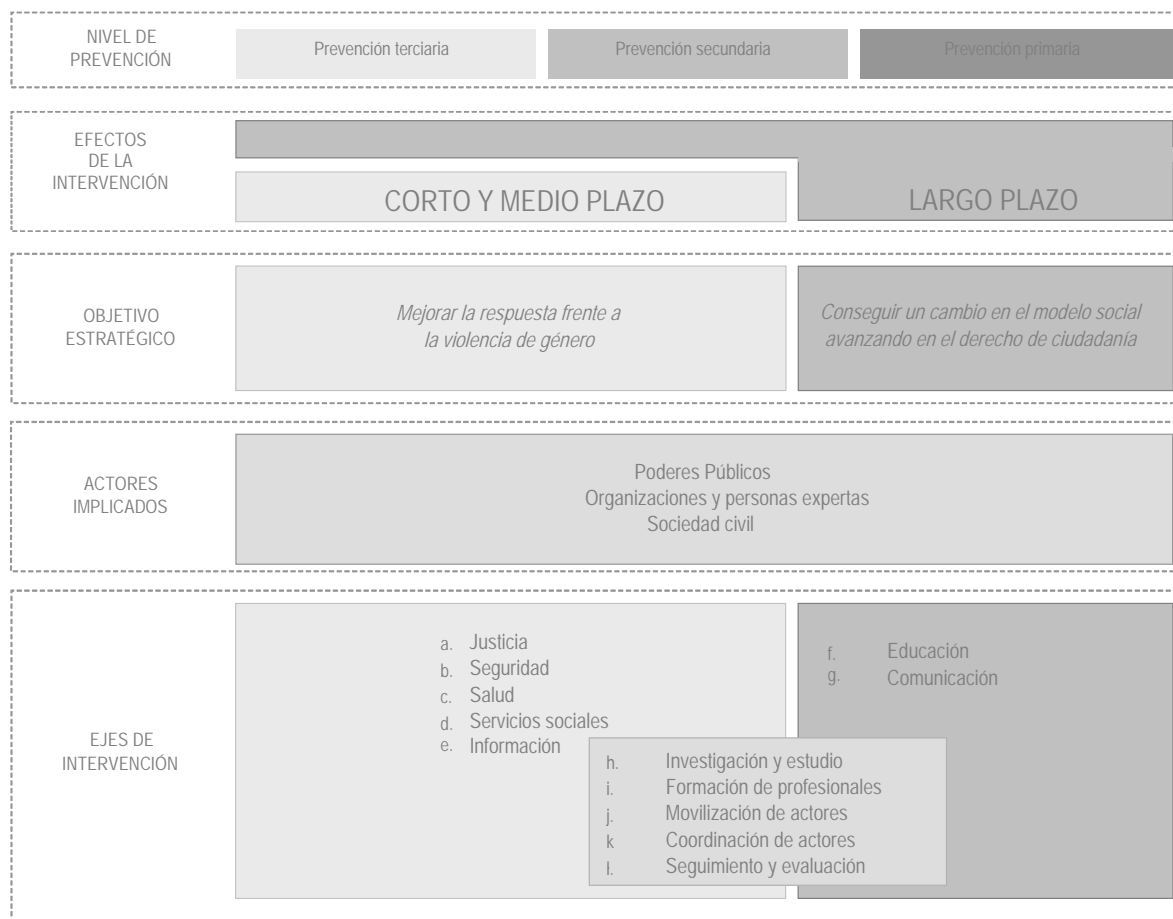 NIVEL DE
PREVENCIÓN
Prevención terciaria
Prevención secundaria
Prevención primaria
EFECTOS
DE LA
INTERVENCIÓN
CORTO Y MEDIO PLAZO
LARGO PLAZO
OBJETIVO
ESTRATÉGICO
Mejorar la respuesta frente a
la violencia de género
Conseguir un cambio en el modelo social
avanzando en el derecho de ciudadanía
ACTORES
IMPLICADOS
Poderes Públicos
Organizaciones y personas expertas
Sociedad civil
EJES DE
INTERVENCIÓN
a. Justicia
b. Seguridad
c. Salud
d. Servicios sociales
e. Información
f. Educación
g. Comunicación
h. Investigación y estudio
i. Formación de profesionales
j. Movilización de actores
k Coordinación de actores
l. Seguimiento y evaluación